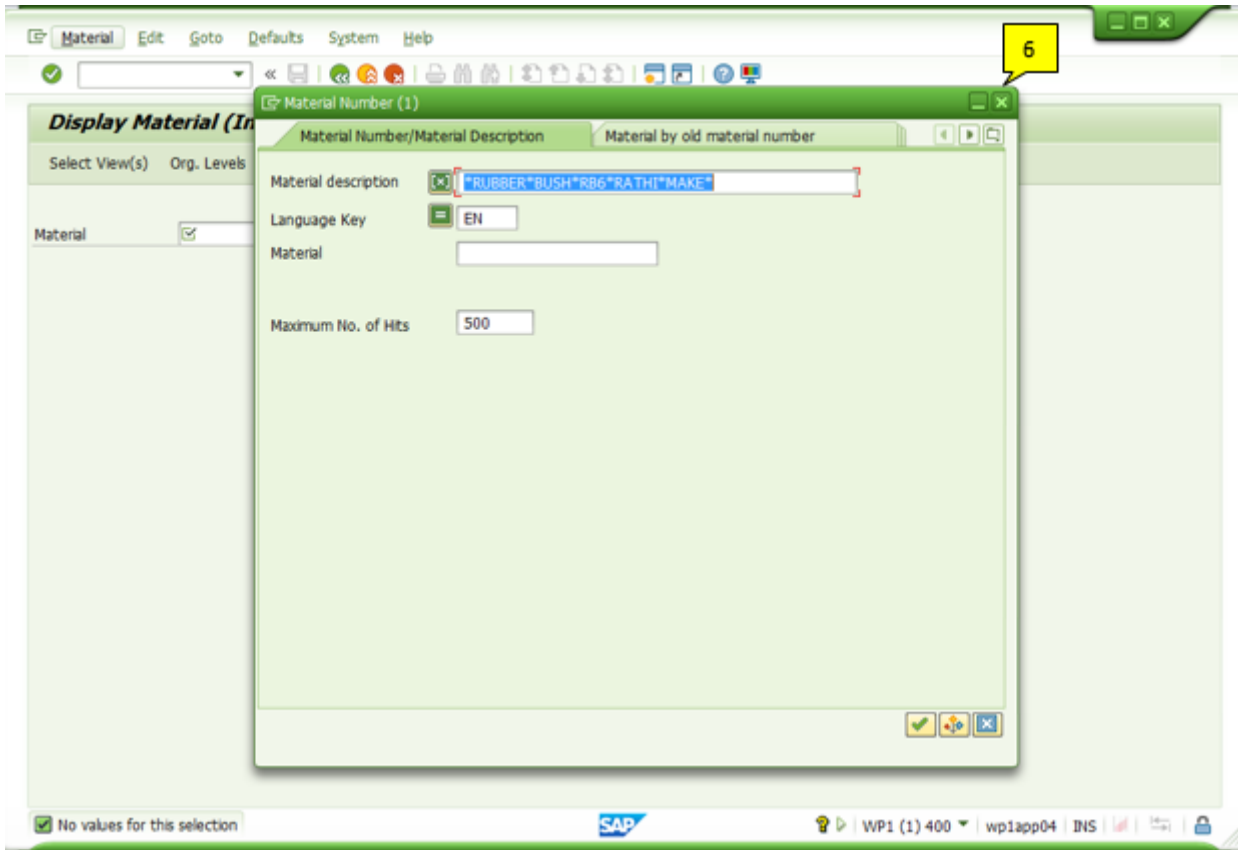 Material Edit Goto Defaults System Help
6
Material Number (1)
Display Material (In
Material Number/Material Description Material by old material number
Select View(s) Org. Levels
Material description *RUBBER*BUSH*RB6*RATHI*MAKE*
Language Key = EN
Material
Material
Maximum No. of Hits 500
No values for this selection SAP WP1 (1) 400 wp1app04 INS